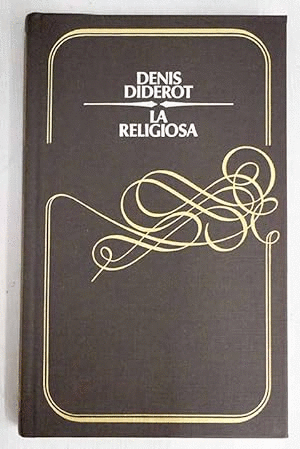 DENIS
DIDEROT
LA
RELIGIOSA